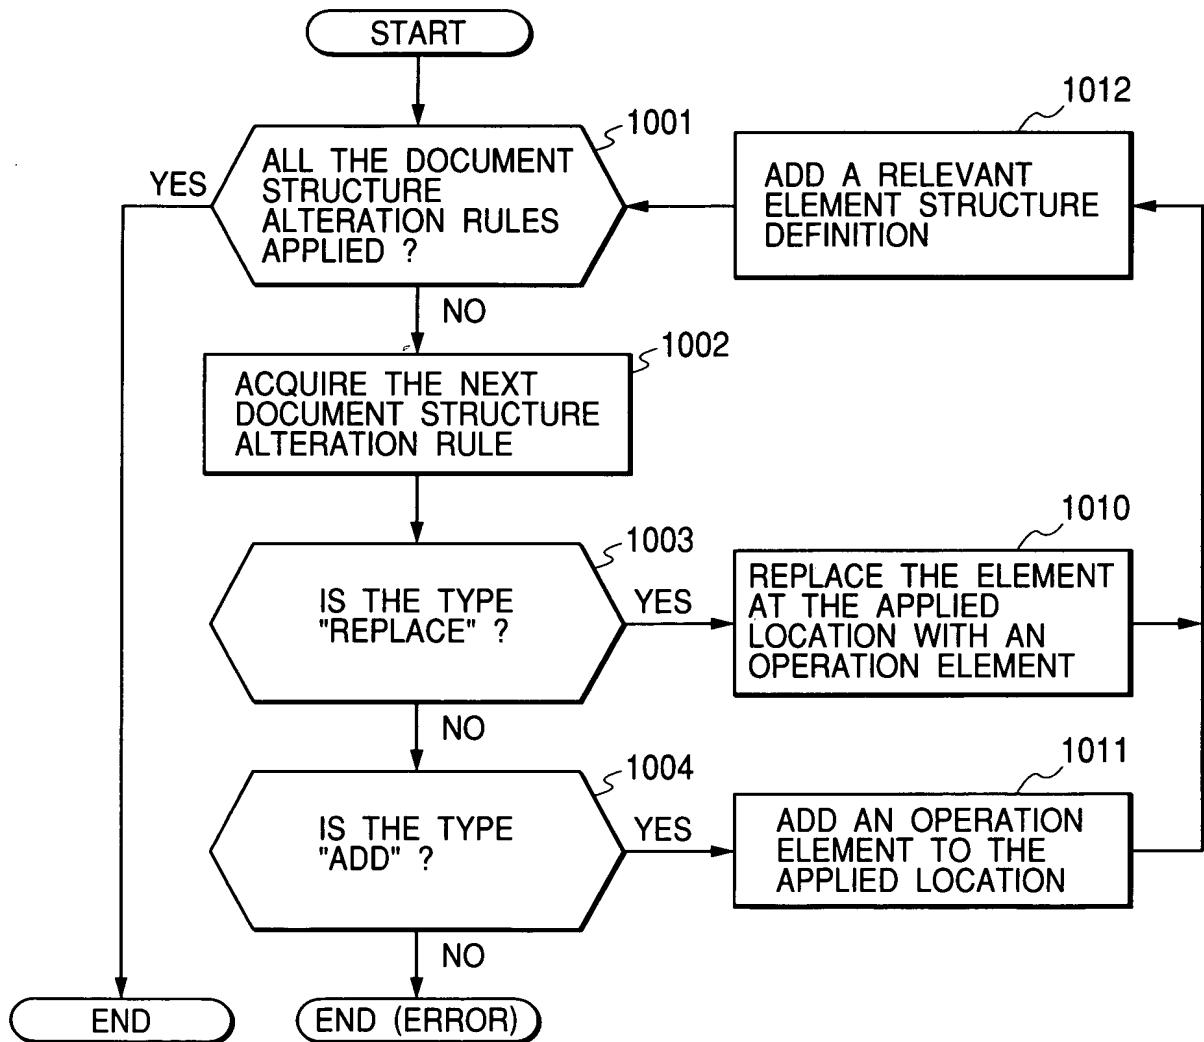 START
1001
ALL THE DOCUMENT
STRUCTURE
ALTERATION RULES
APPLIED ?
YES
NO
1012
ADD A RELEVANT
ELEMENT STRUCTURE
DEFINITION
1002
ACQUIRE THE NEXT
DOCUMENT STRUCTURE
ALTERATION RULE
1003
IS THE TYPE
"REPLACE" ?
YES
NO
1010
REPLACE THE ELEMENT
AT THE APPLIED
LOCATION WITH AN
OPERATION ELEMENT
1004
IS THE TYPE
"ADD" ?
YES
NO
1011
ADD AN OPERATION
ELEMENT TO THE
APPLIED LOCATION
END
END (ERROR)